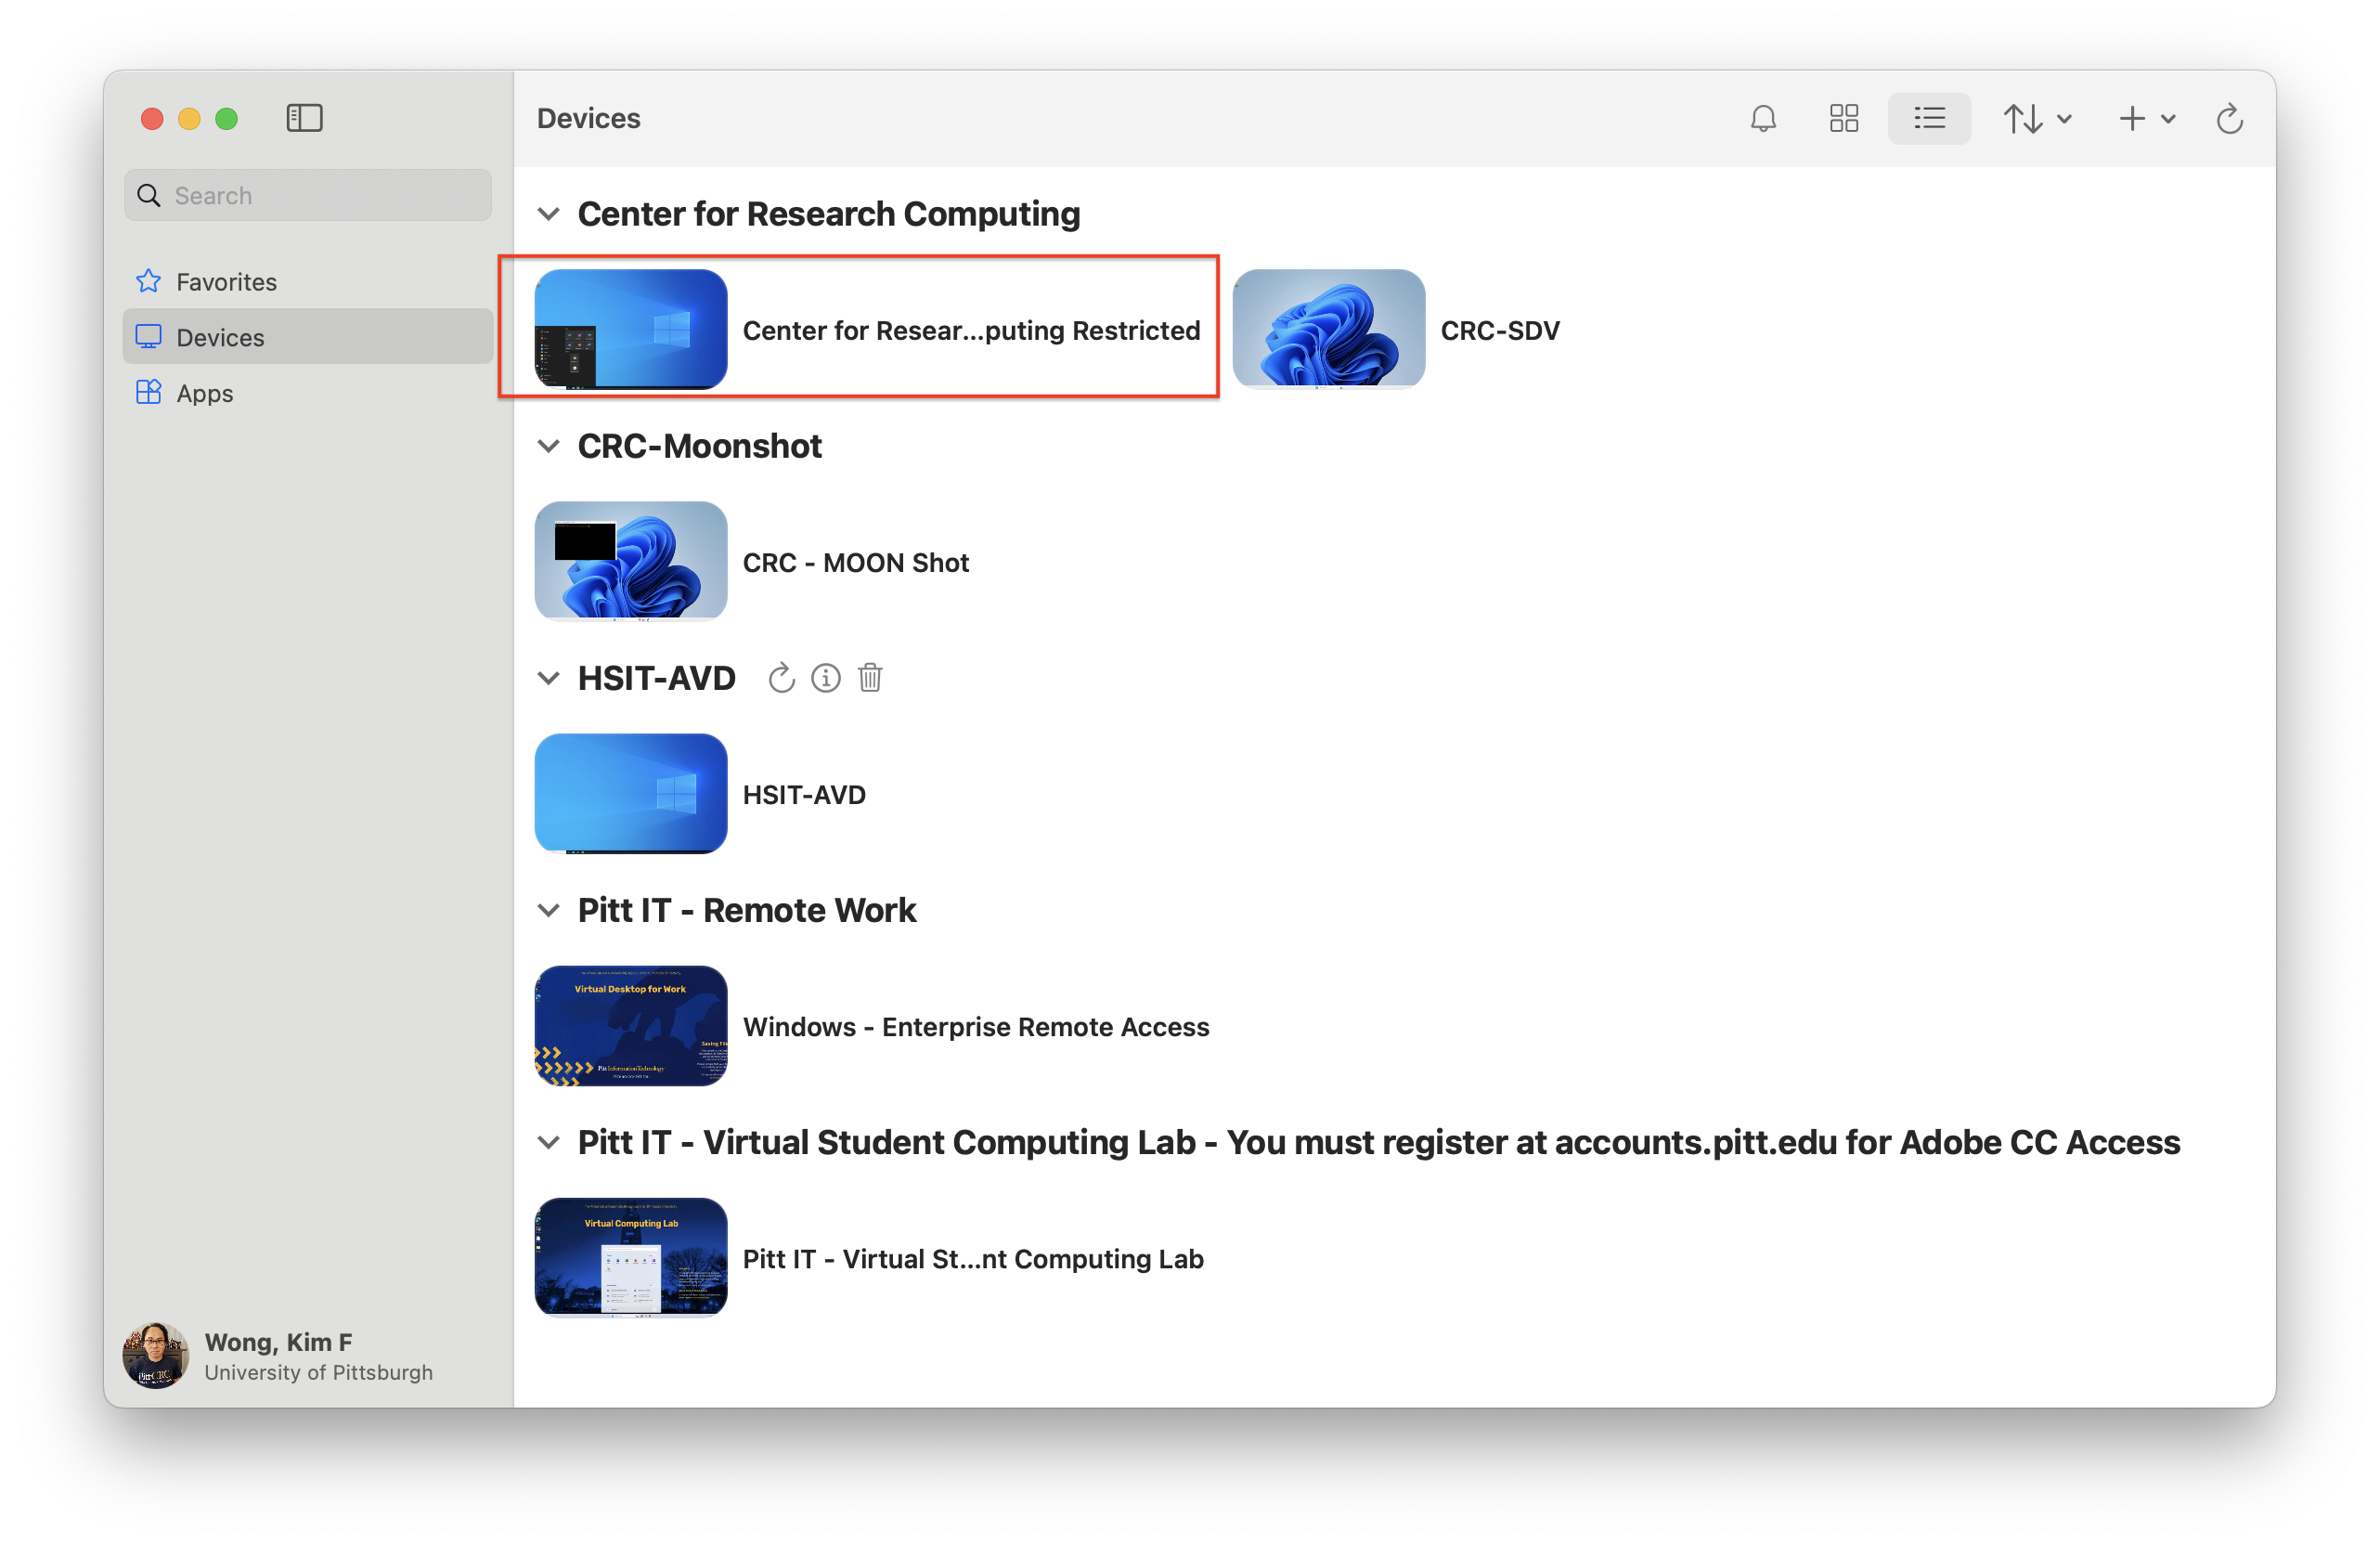 Devices
Search
Favorites
Devices
Apps
Center for Research Computing
Center for Resear...puting Restricted
CRC-SDV
CRC-Moonshot
CRC - MOON Shot
HSIT-AVD
HSIT-AVD
Pitt IT - Remote Work
Virtual Desktop for Work
Pitt Information Technology
Windows - Enterprise Remote Access
Pitt IT - Virtual Student Computing Lab - You must register at accounts.pitt.edu for Adobe CC Access
Virtual Computing Lab
Pitt IT - Virtual St...nt Computing Lab
Wong, Kim F
University of Pittsburgh